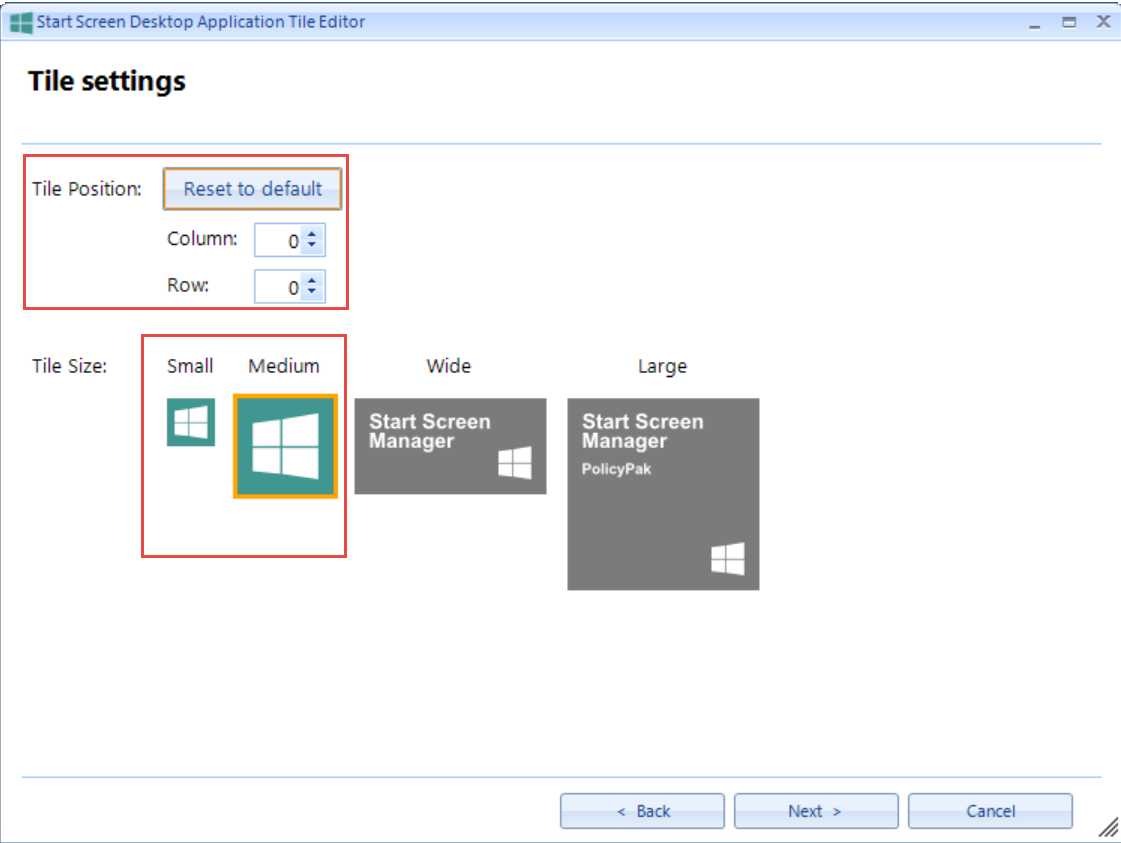 Start Screen Desktop Application Tile Editor
Tile settings
Tile Position: Reset to default
Column: 0
Row: 0
Tile Size: Small Medium Wide Large
Start Screen
Manager
Start Screen
Manager
PolicyPak
< Back Next > Cancel